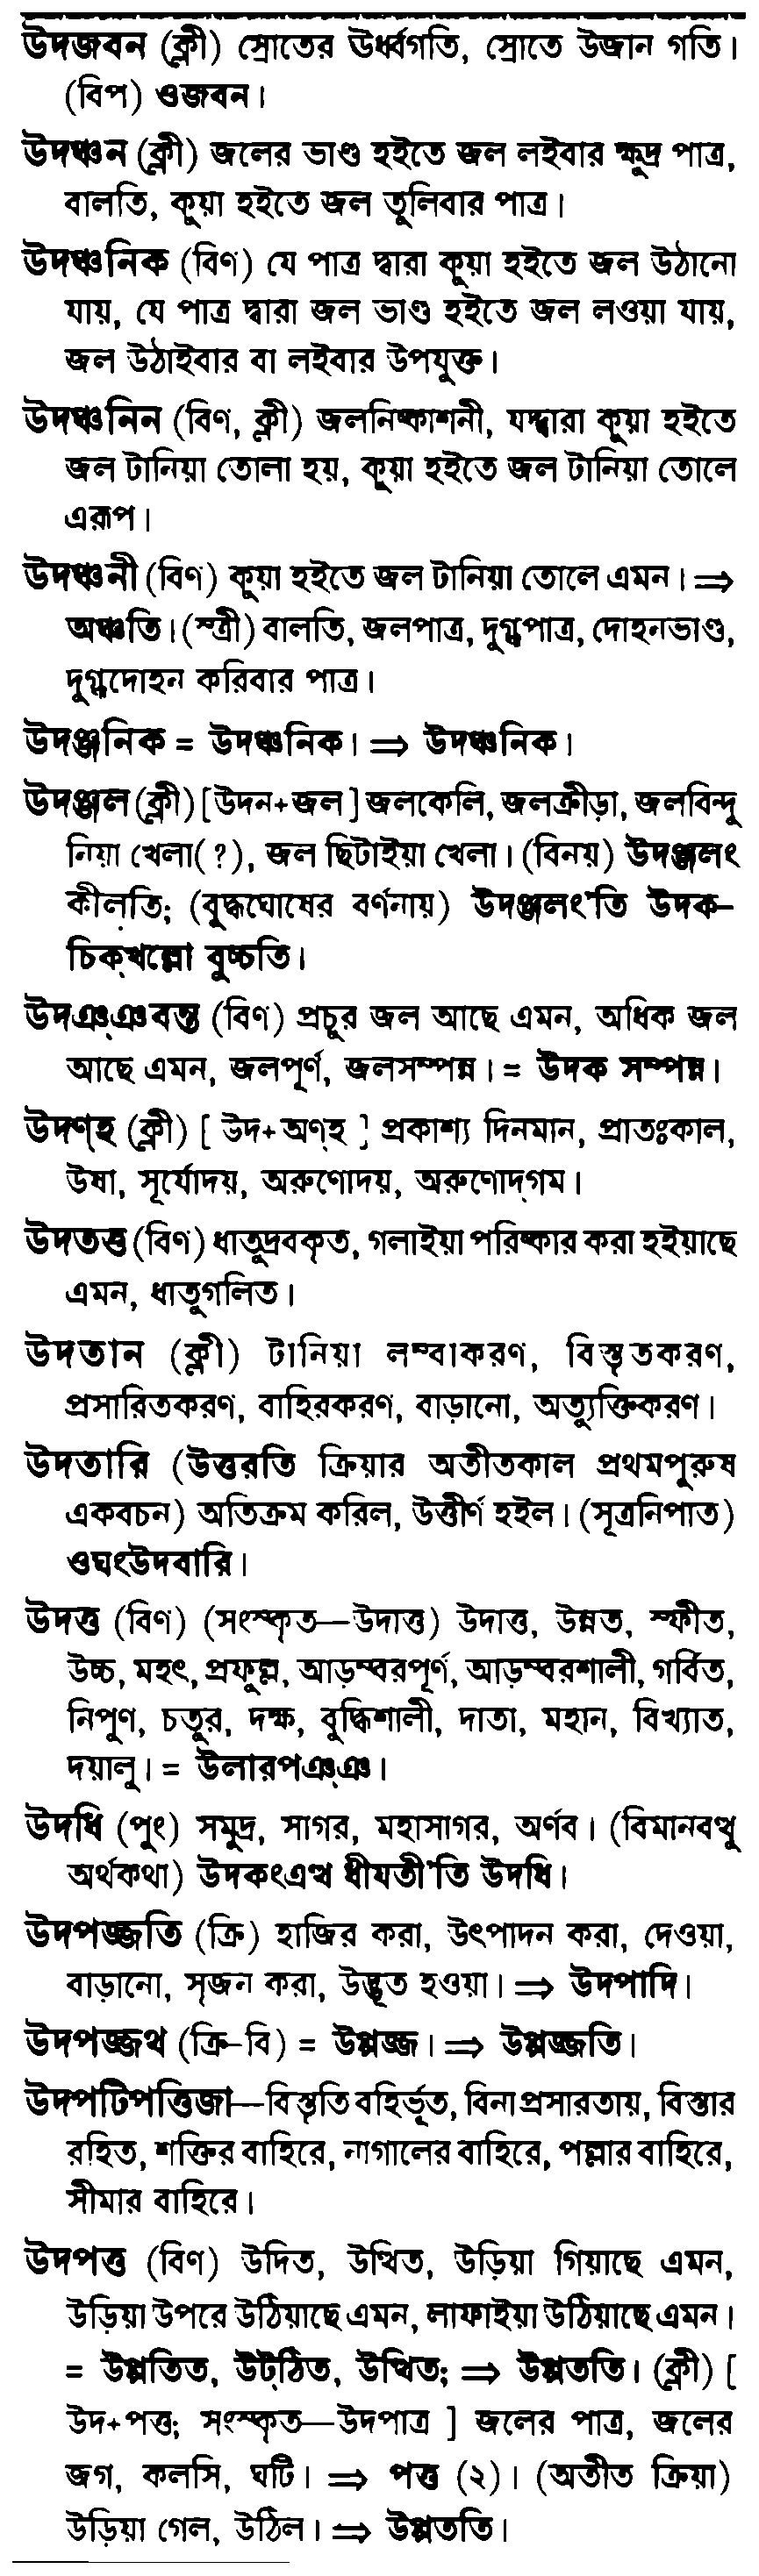 উদজবন (ক্লী) স্রোতের ঊর্ধ্বগতি, স্রোতে উজান গতি।
(বিপ) ওজবন।
উদঞ্চন (ক্লী) জলের ভাণ্ড হইতে জল লইবার ক্ষুদ্র পাত্র,
বালতি, কূয়া হইতে জল তুলিবার পাত্র।
উদঞ্চনিক (বিণ) যে পাত্র দ্বারা কূয়া হইতে জল উঠানো
যায়, যে পাত্র দ্বারা জল ভাণ্ড হইতে জল লওয়া যায়,
জল উঠাইবার বা লইবার উপযুক্ত।
উদঞ্চনিন (বিণ, ক্লী) জলনিষ্কাশনী, যদ্দ্বারা কূয়া হইতে
জল টানিয়া তোলা হয়, কূয়া হইতে জল টানিয়া তোলে
এরূপ।
উদঞ্চনী (বিণ) কূয়া হইতে জল টানিয়া তোলে এমন। ⇒
অঞ্চতি। (স্ত্রী) বালতি, জলপাত্র, দুগ্ধপাত্র, দোহনভাণ্ড,
দুগ্ধদোহন করিবার পাত্র।
উদঞ্জনিক = উদঞ্চনিক। ⇒ উদঞ্চনিক।
উদঞ্জল (ক্লী) [উদন+জল] জলকেলি, জলক্রীড়া, জলবিন্দু
নিয়া খেলা(?), জল ছিটাইয়া খেলা। (বিনয়) উদঞ্জলং
কীল়তি; (বুদ্ধঘোষের বর্ণনায়) উদঞ্জলং'তি উদক-
চিক্খল্লো বুচ্চতি।
উদঞ্ঞবন্ত (বিণ) প্রচুর জল আছে এমন, অধিক জল
আছে এমন, জলপূর্ণ, জলসম্পন্ন। = উদক সম্পন্ন।
উদণ্হ (ক্লী) [ উদ+অণ্হ ] প্রকাশ্য দিনমান, প্রাতঃকাল,
উষা, সূর্যোদয়, অরুণোদয়, অরুণোদ্গম।
উদতত্ত (বিণ) ধাতুদ্রবকৃত, গলাইয়া পরিষ্কার করা হইয়াছে
এমন, ধাতুগলিত।
উদতান (ক্লী) টানিয়া লম্বাকরণ, বিস্তৃতকরণ,
প্রসারিতকরণ, বাহিরকরণ, বাড়ানো, অত্যুক্তিকরণ।
উদতারি (উত্তরতি ক্রিয়ার অতীতকাল প্রথমপুরুষ
একবচন) অতিক্রম করিল, উত্তীর্ণ হইল। (সূত্রনিপাত)
ওঘংউদবারি।
উদত্ত (বিণ) (সংস্কৃত—উদাত্ত) উদাত্ত, উন্নত, স্ফীত,
উচ্চ, মহৎ, প্রফুল্ল, আড়ম্বরপূর্ণ, আড়ম্বরশালী, গর্বিত,
নিপুণ, চতুর, দক্ষ, বুদ্ধিশালী, দাতা, মহান, বিখ্যাত,
দয়ালু। = উলারপঞ্ঞ।
উদধি (পুং) সমুদ্র, সাগর, মহাসাগর, অর্ণব। (বিমানবত্থু
অর্থকথা) উদকংএত্থ ধীযতী'তি উদধি।
উদপজ্জতি (ক্রি) হাজির করা, উৎপাদন করা, দেওয়া,
বাড়ানো, সৃজন করা, উদ্ভূত হওয়া। ⇒ উদপাদি।
উদপজ্জথ (ক্রি-বি) = উপ্পজ্জ। ⇒ উপ্পজ্জতি।
উদপটিপত্তিজা—বিস্তৃতি বহির্ভূত, বিনা প্রসারতায়, বিস্তার
রহিত, শক্তির বাহিরে, নাগালের বাহিরে, পল্লার বাহিরে,
সীমার বাহিরে।
উদপত্ত (বিণ) উদিত, উত্থিত, উড়িয়া গিয়াছে এমন,
উড়িয়া উপরে উঠিয়াছে এমন, লাফাইয়া উঠিয়াছে এমন।
= উপ্পতিত, উট্ঠিত, উত্থিত; ⇒ উপ্পততি। (ক্লী) [
উদ+পত্ত; সংস্কৃত—উদপাত্র ] জলের পাত্র, জলের
জগ, কলসি, ঘটি। ⇒ পত্ত (২)। (অতীত ক্রিয়া)
উড়িয়া গেল, উঠিল। ⇒ উপ্পততি।